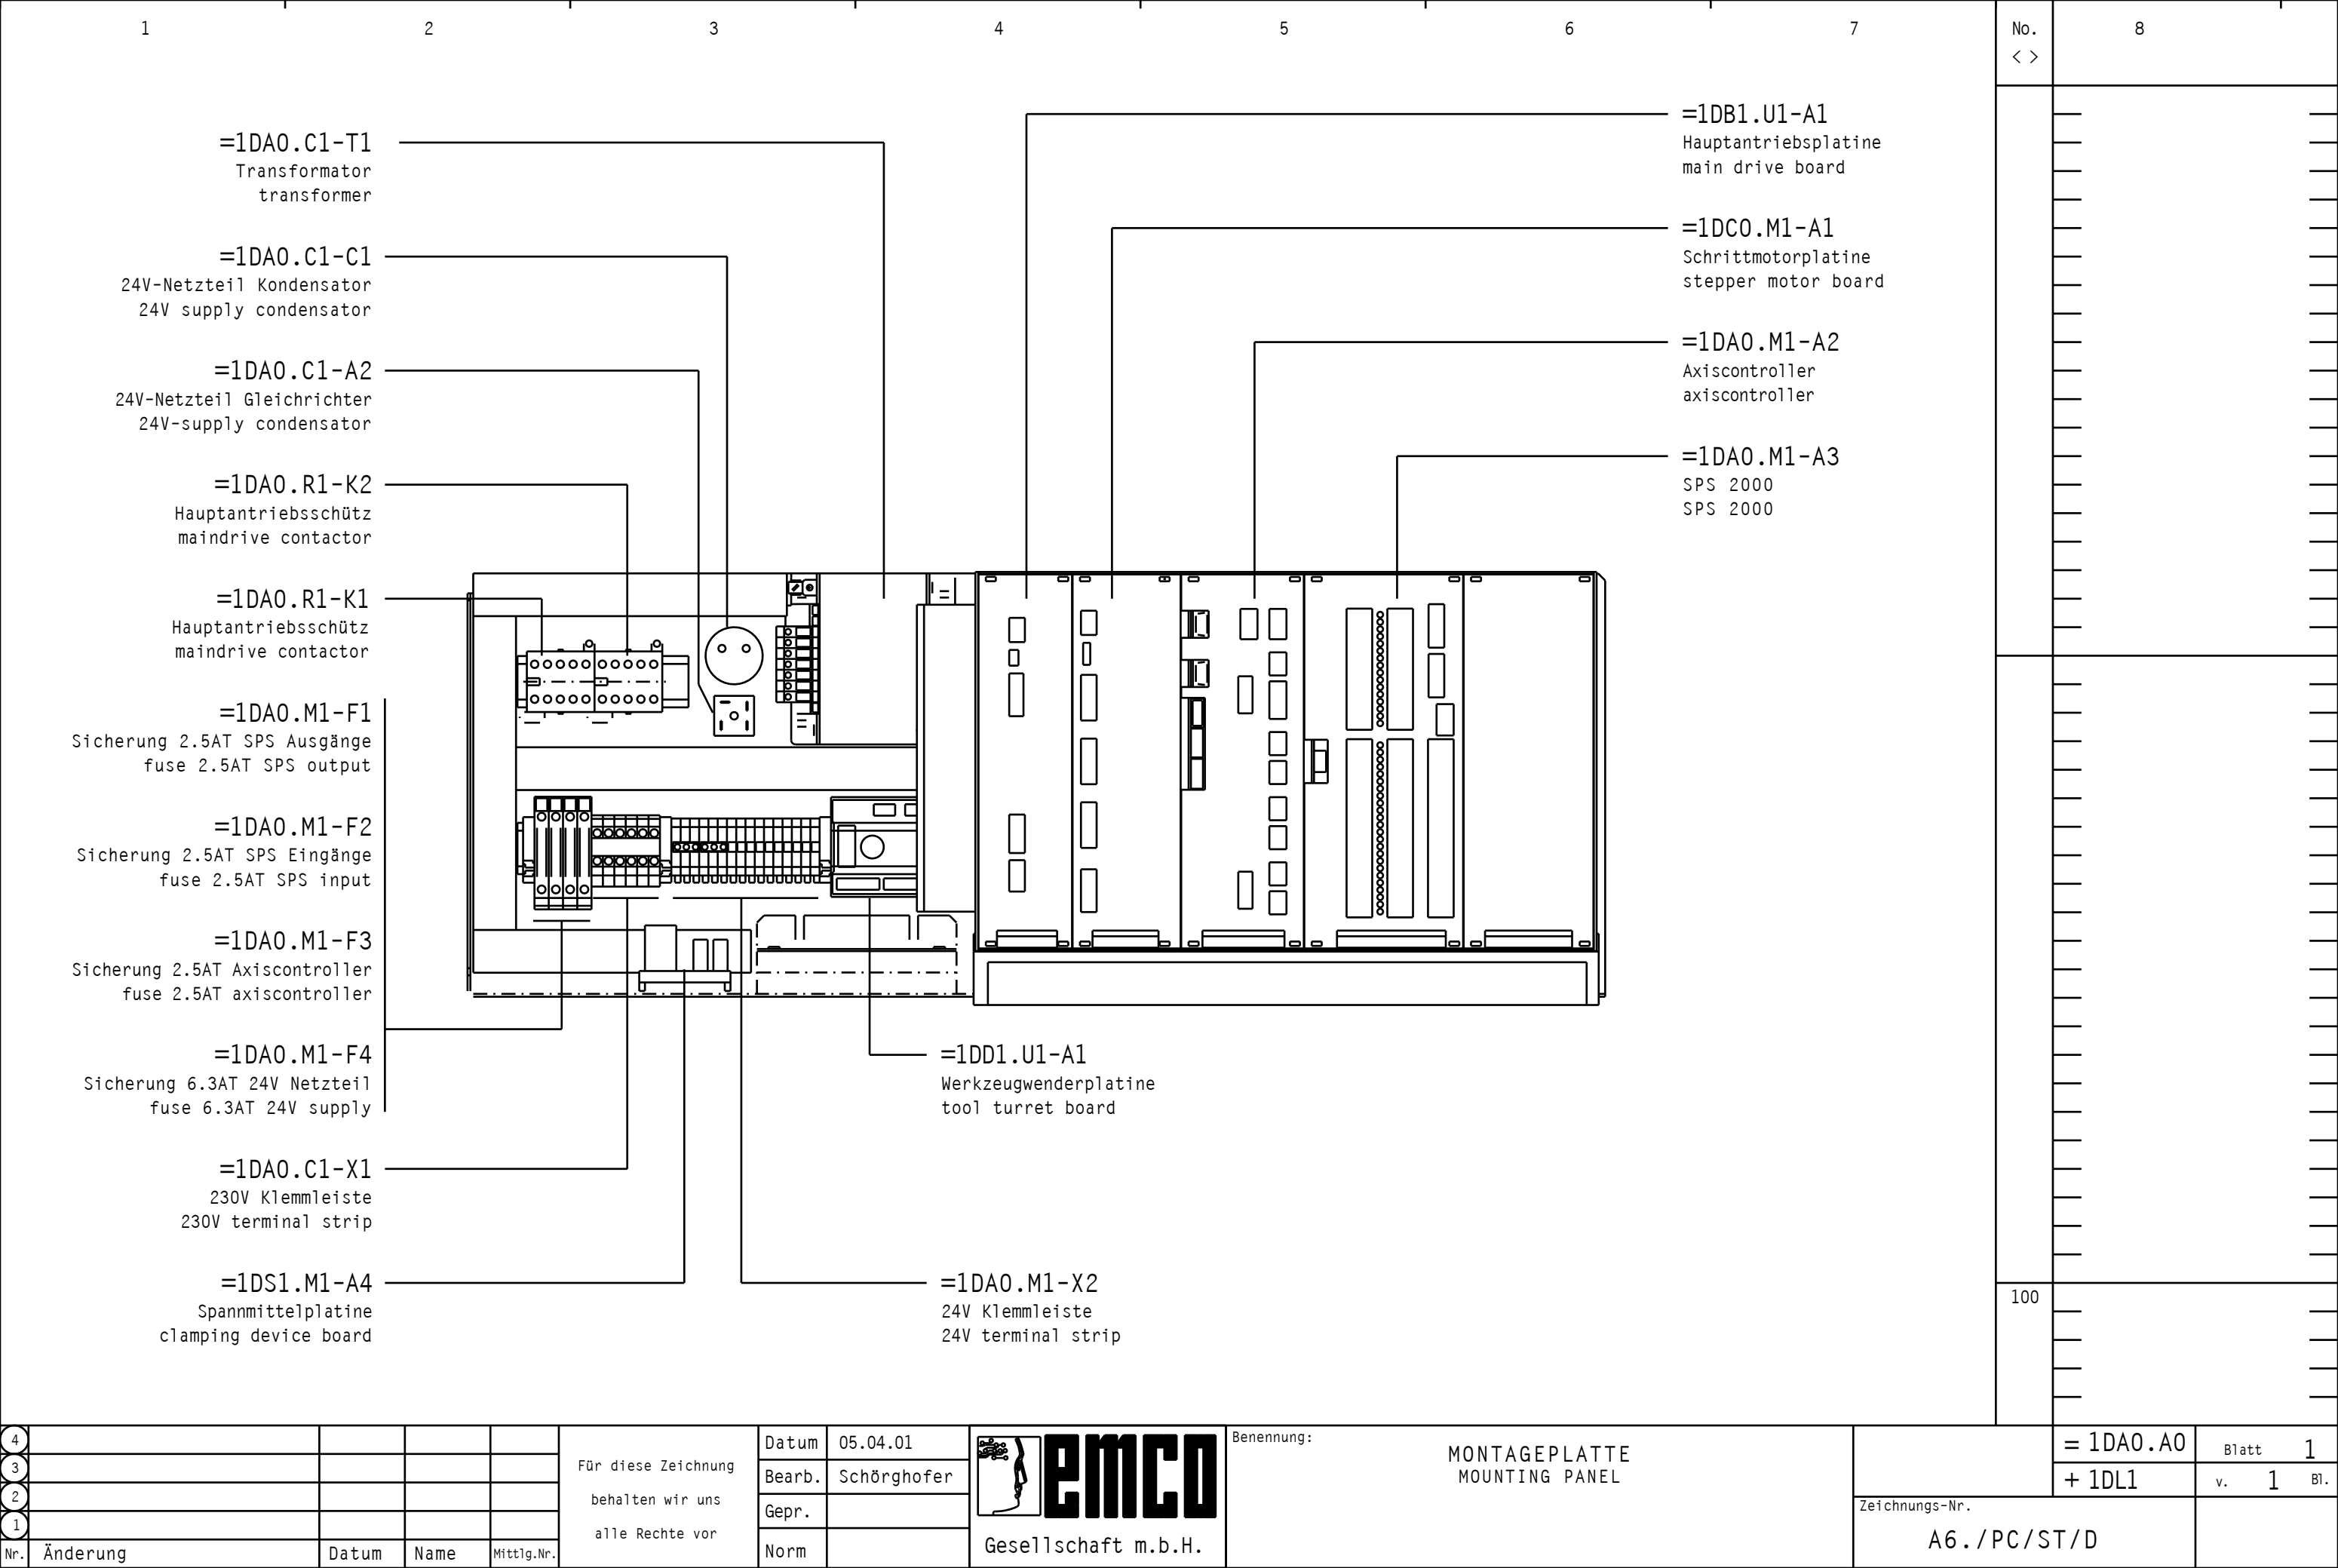 1 2 3 4 5 6 7 No. 8
< >
=1DA0.C1-T1
Transformator
transformer
=1DA0.C1-C1
24V-Netzteil Kondensator
24V supply condensator
=1DA0.C1-A2
24V-Netzteil Gleichrichter
24V-supply condensator
=1DA0.R1-K2
Hauptantriebsschütz
maindrive contactor
=1DA0.R1-K1
Hauptantriebsschütz
maindrive contactor
=1DA0.M1-F1
Sicherung 2.5AT SPS Ausgänge
fuse 2.5AT SPS output
=1DA0.M1-F2
Sicherung 2.5AT SPS Eingänge
fuse 2.5AT SPS input
=1DA0.M1-F3
Sicherung 2.5AT Axiscontroller
fuse 2.5AT axiscontroller
=1DA0.M1-F4
Sicherung 6.3AT 24V Netzteil
fuse 6.3AT 24V supply
=1DA0.C1-X1
230V Klemmleiste
230V terminal strip
=1DS1.M1-A4
Spannmittelplatine
clamping device board
=1DB1.U1-A1
Hauptantriebsplatine
main drive board
=1DC0.M1-A1
Schrittmotorplatine
stepper motor board
=1DA0.M1-A2
Axiscontroller
axiscontroller
=1DA0.M1-A3
SPS 2000
SPS 2000
=1DD1.U1-A1
Werkzeugwenderplatine
tool turret board
=1DA0.M1-X2
24V Klemmleiste
24V terminal strip
100
4
3
2
1
Nr. Änderung Datum Name Mittlg.Nr.
Für diese Zeichnung
behalten wir uns
alle Rechte vor
Datum 05.04.01
Bearb. Schörghofer
Gepr.
Norm
emco
Gesellschaft m.b.H.
Benennung:
MONTAGEPLATTE
MOUNTING PANEL
= 1DA0.A0 Blatt 1
+ 1DL1 v. 1 Bl.
Zeichnungs-Nr.
A6./PC/ST/D